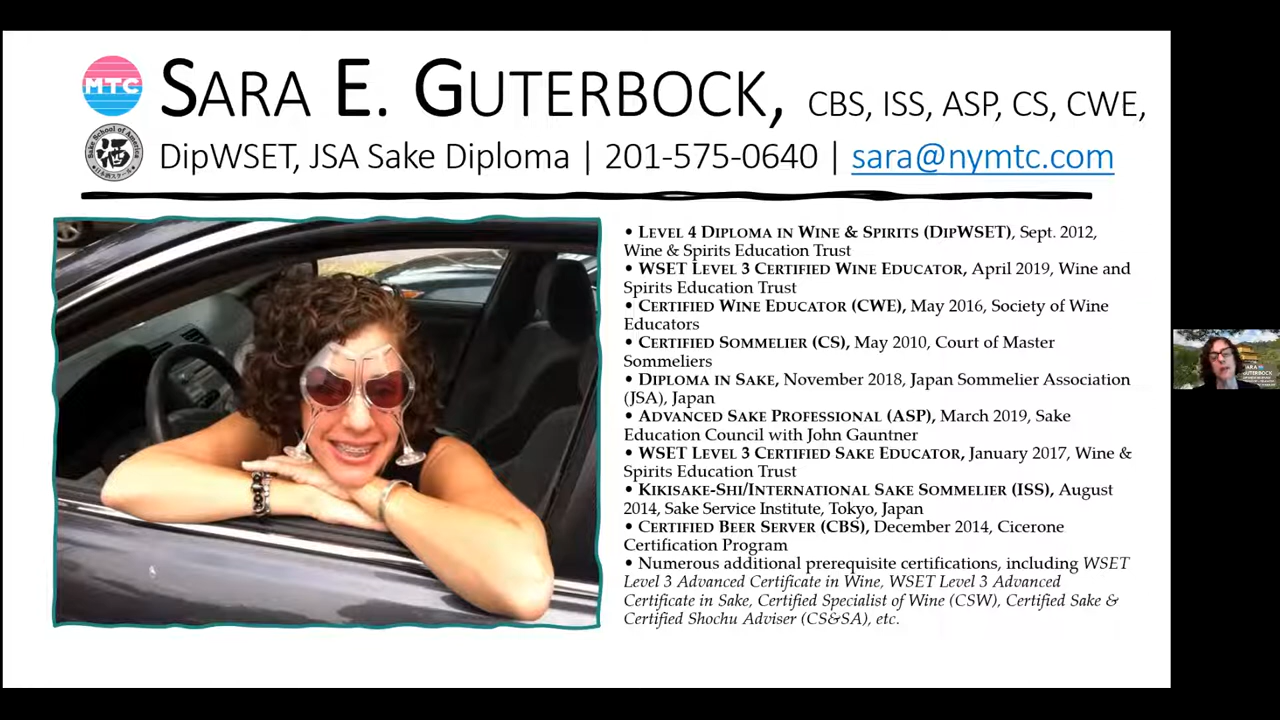 MTC
SARA E. GUTERBOCK, CBS, ISS, ASP, CS, CWE,
Sake School of America
酒
DipWSET, JSA Sake Diploma | 201-575-0640 | sara@nymtc.com
• LEVEL 4 DIPLOMA IN WINE & SPIRITS (DIPWSET), Sept. 2012,
Wine & Spirits Education Trust
• WSET LEVEL 3 CERTIFIED WINE EDUCATOR, April 2019, Wine and
Spirits Education Trust
• CERTIFIED WINE EDUCATOR (CWE), May 2016, Society of Wine
Educators
• CERTIFIED SOMMELIER (CS), May 2010, Court of Master
Sommeliers
• DIPLOMA IN SAKE, November 2018, Japan Sommelier Association
(JSA), Japan
• ADVANCED SAKE PROFESSIONAL (ASP), March 2019, Sake
Education Council with John Gauntner
• WSET LEVEL 3 CERTIFIED SAKE EDUCATOR, January 2017, Wine &
Spirits Education Trust
• KIKISAKE-SHI/INTERNATIONAL SAKE SOMMELIER (ISS), August
2014, Sake Service Institute, Tokyo, Japan
• CERTIFIED BEER SERVER (CBS), December 2014, Cicerone
Certification Program
• Numerous additional prerequisite certifications, including WSET
Level 3 Advanced Certificate in Wine, WSET Level 3 Advanced
Certificate in Sake, Certified Specialist of Wine (CSW), Certified Sake &
Certified Shochu Adviser (CS&SA), etc.
SARA
GUTERBOCK